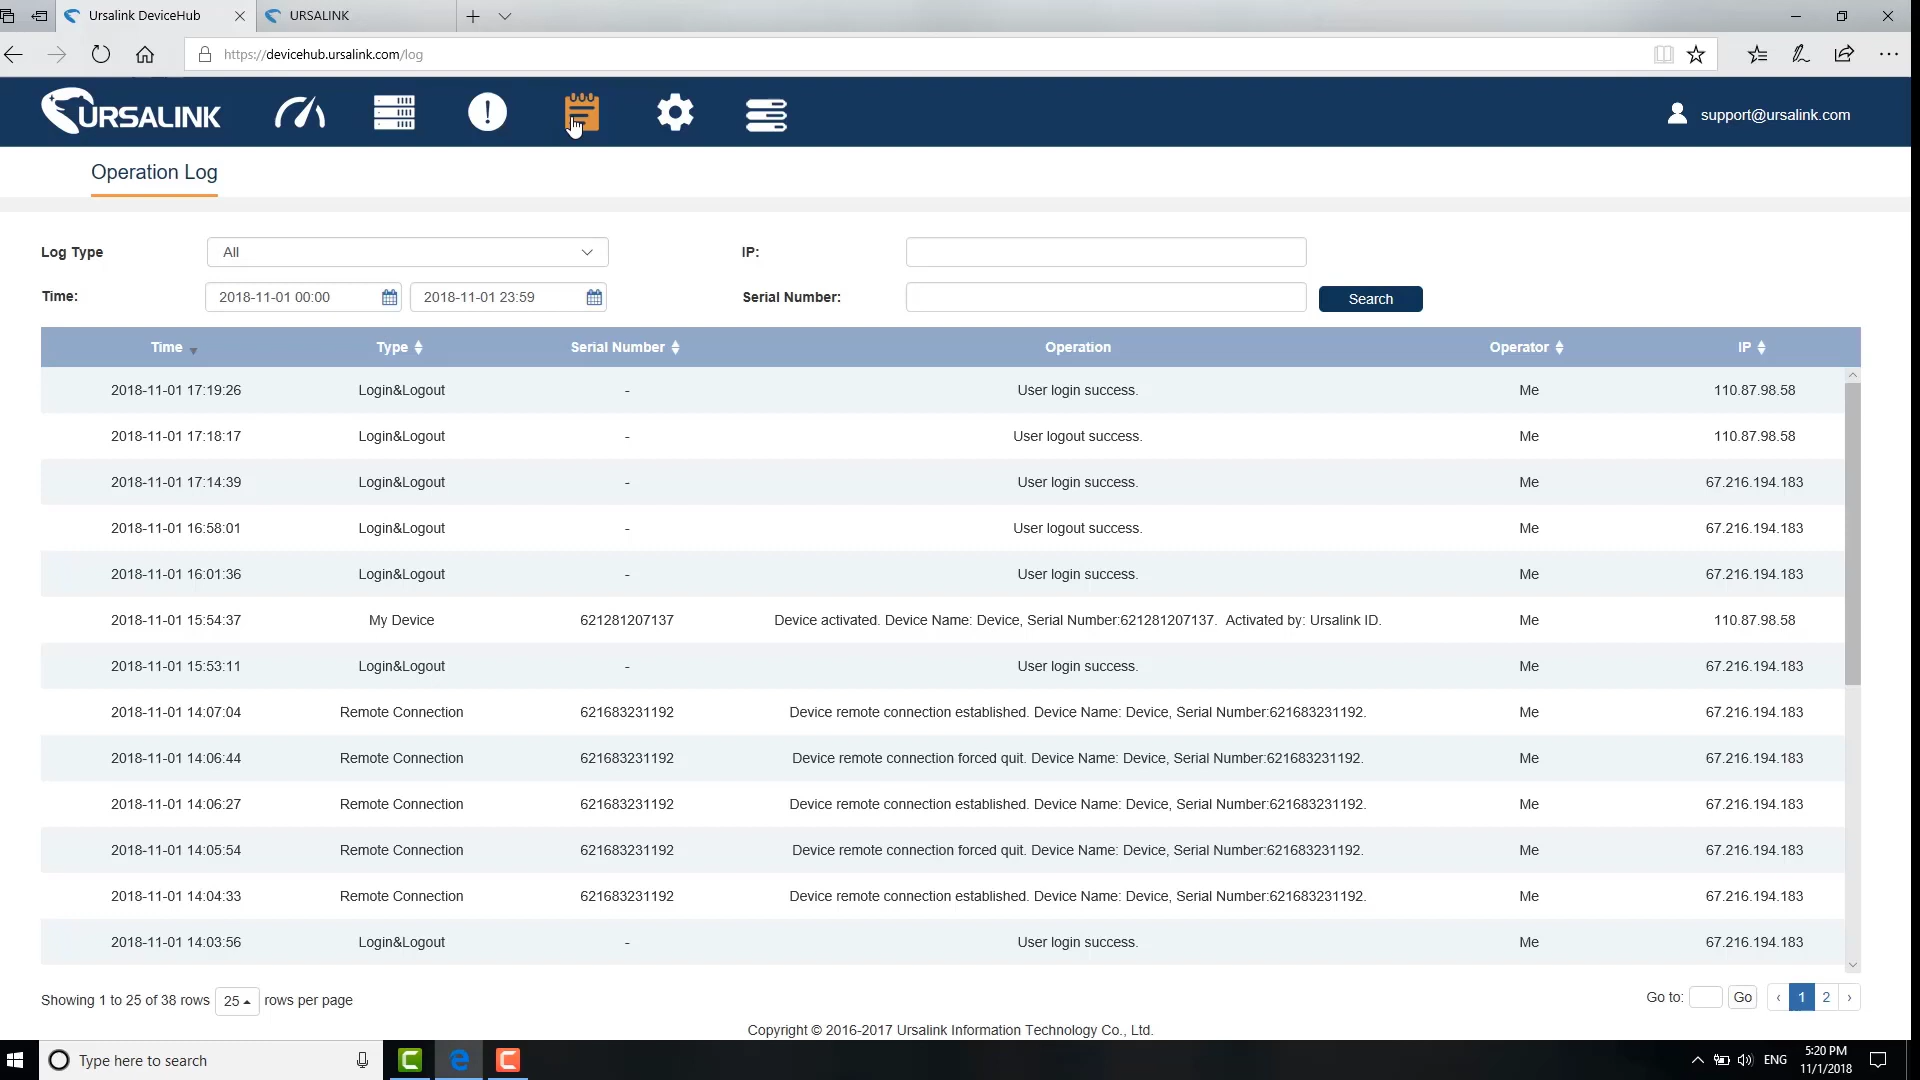 Ursalink DeviceHub
URSALINK
https://devicehub.ursalink.com/log
URSALINK
support@ursalink.com
Operation Log
Log Type All IP:
Time: 2018-11-01 00:00 2018-11-01 23:59 Serial Number: Search
Time Type Serial Number Operation Operator IP
2018-11-01 17:19:26 Login&Logout - User login success. Me 110.87.98.58
2018-11-01 17:18:17 Login&Logout - User logout success. Me 110.87.98.58
2018-11-01 17:14:39 Login&Logout - User login success. Me 67.216.194.183
2018-11-01 16:58:01 Login&Logout - User logout success. Me 67.216.194.183
2018-11-01 16:01:36 Login&Logout - User login success. Me 67.216.194.183
2018-11-01 15:54:37 My Device 621281207137 Device activated. Device Name: Device, Serial Number:621281207137. Activated by: Ursalink ID. Me 110.87.98.58
2018-11-01 15:53:11 Login&Logout - User login success. Me 67.216.194.183
2018-11-01 14:07:04 Remote Connection 621683231192 Device remote connection established. Device Name: Device, Serial Number:621683231192. Me 67.216.194.183
2018-11-01 14:06:44 Remote Connection 621683231192 Device remote connection forced quit. Device Name: Device, Serial Number:621683231192. Me 67.216.194.183
2018-11-01 14:06:27 Remote Connection 621683231192 Device remote connection established. Device Name: Device, Serial Number:621683231192. Me 67.216.194.183
2018-11-01 14:05:54 Remote Connection 621683231192 Device remote connection forced quit. Device Name: Device, Serial Number:621683231192. Me 67.216.194.183
2018-11-01 14:04:33 Remote Connection 621683231192 Device remote connection established. Device Name: Device, Serial Number:621683231192. Me 67.216.194.183
2018-11-01 14:03:56 Login&Logout - User login success. Me 67.216.194.183
Showing 1 to 25 of 38 rows 25 rows per page Go to: Go ‹ 1 2 ›
Copyright © 2016-2017 Ursalink Information Technology Co., Ltd.
Type here to search
ENG
5:20 PM
11/1/2018